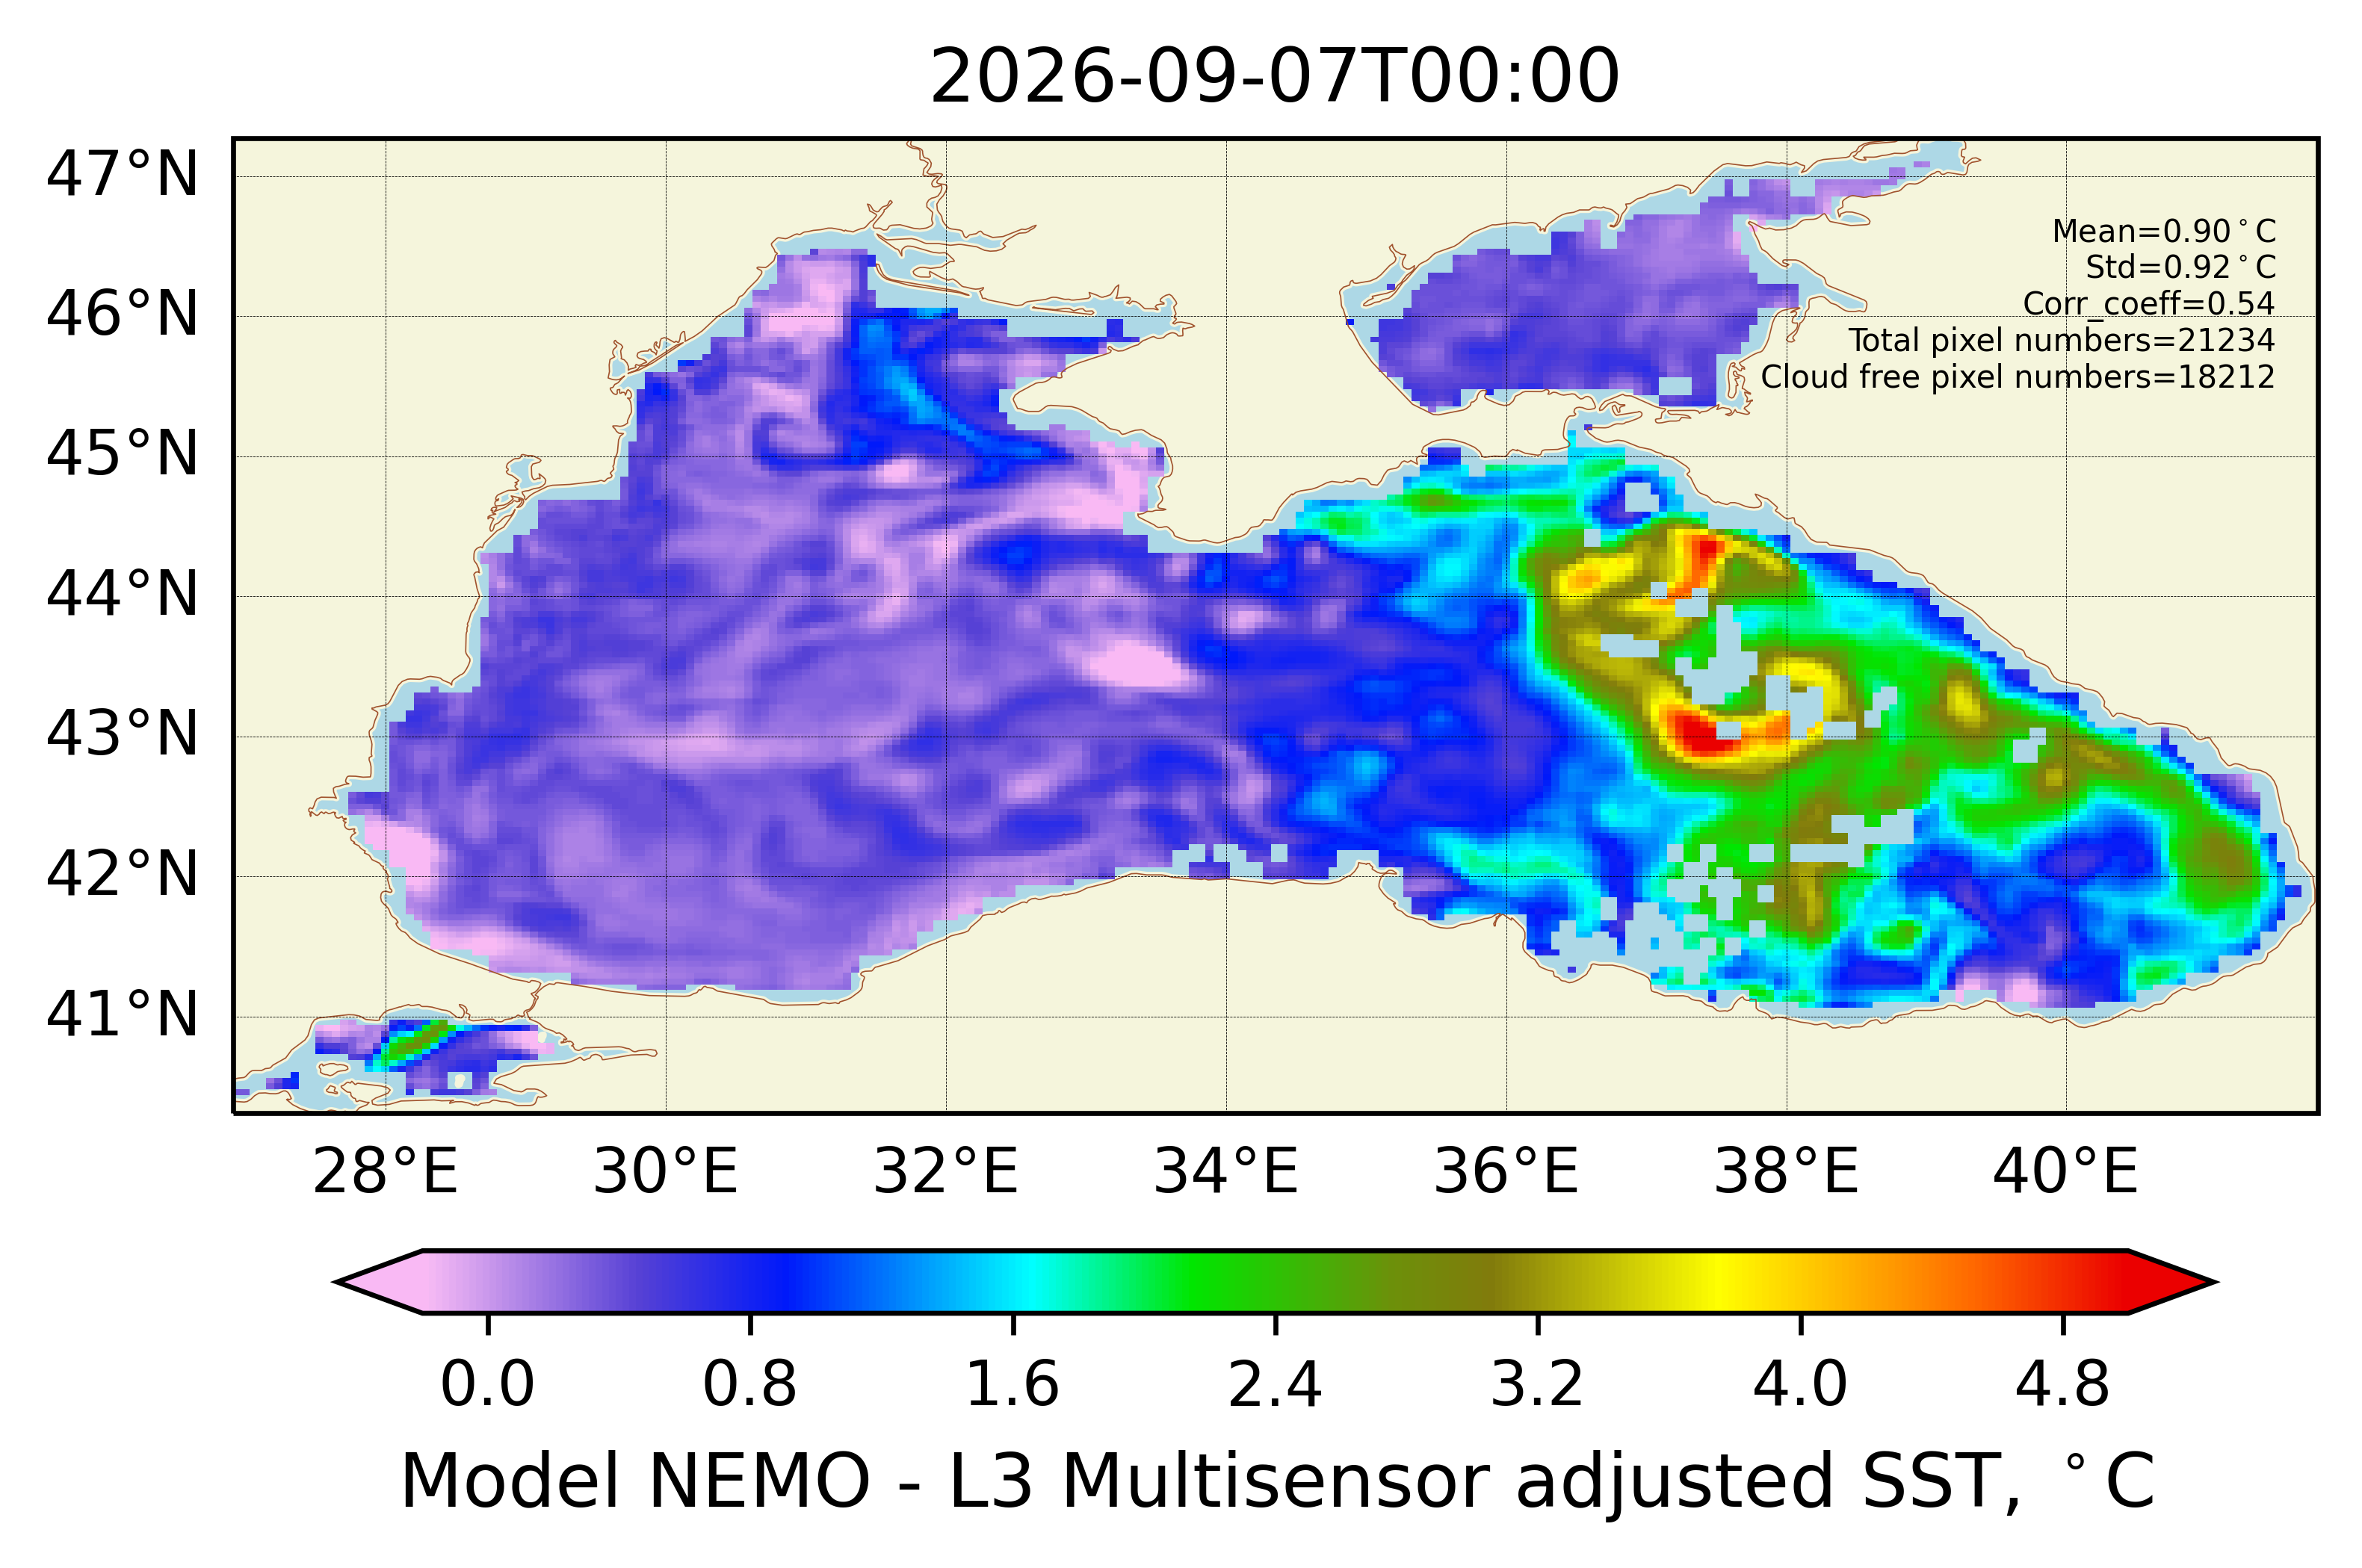 2026-09-07T00:00
47°N
46°N
45°N
44°N
43°N
42°N
41°N
Mean=0.90°C
Std=0.92°C
Corr_coeff=0.54
Total pixel numbers=21234
Cloud free pixel numbers=18212
28°E 30°E 32°E 34°E 36°E 38°E 40°E
0.0 0.8 1.6 2.4 3.2 4.0 4.8
Model NEMO - L3 Multisensor adjusted SST, °C